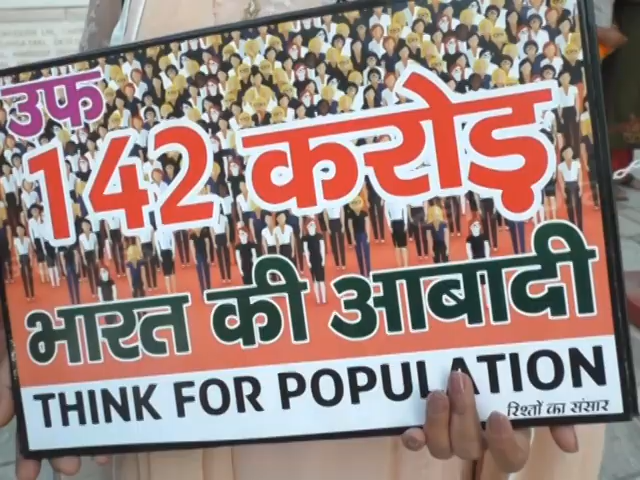 उफ
142 करोड़
भारत की आबादी
THINK FOR POPULATION
रिश्तों का संसार